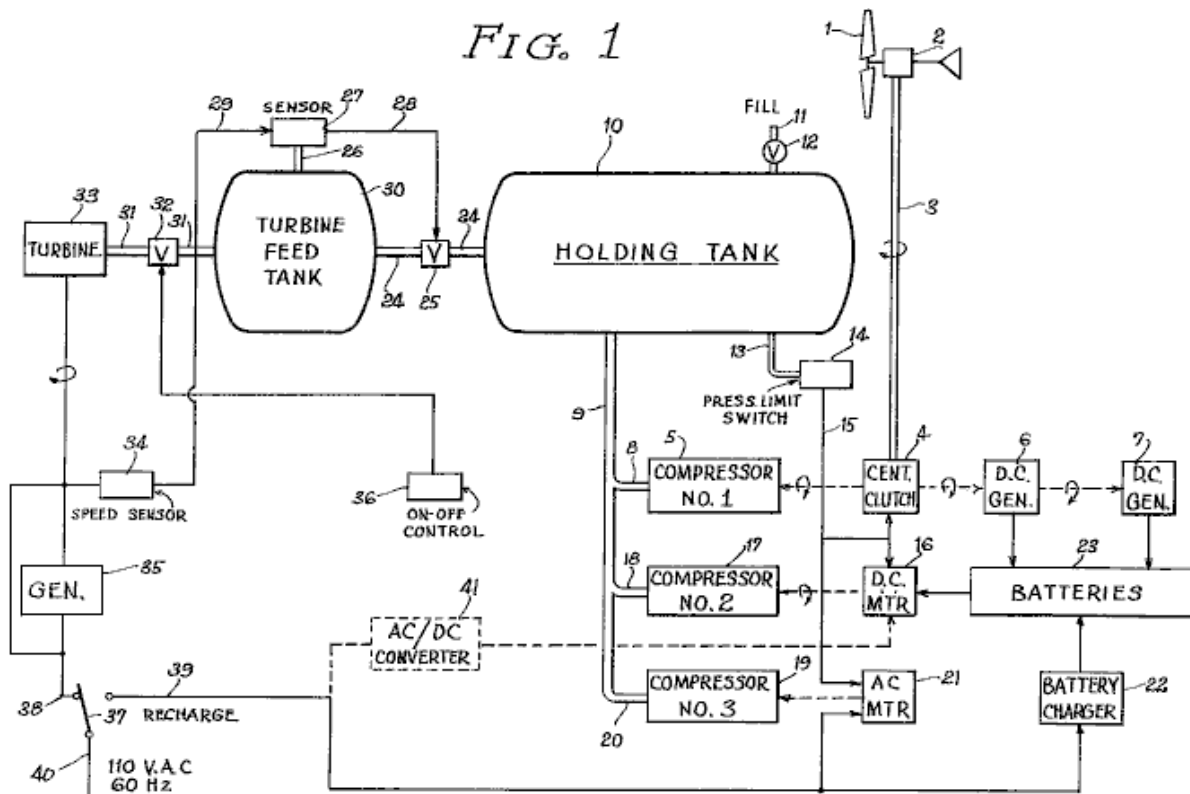 FIG. 1
1
2
3
FILL
11
V
12
10
HOLDING TANK
SENSOR
27
28
29
26
30
TURBINE
FEED
TANK
33
TURBINE
31
32
V
31
24
V
25
24
13
14
PRESS. LIMIT
SWITCH
15
9
34
SPEED SENSOR
36
ON-OFF
CONTROL
8
5
COMPRESSOR
NO. 1
4
CENT.
CLUTCH
6
D.C.
GEN.
7
D.C.
GEN.
35
GEN.
18
17
COMPRESSOR
NO. 2
16
D.C.
MTR
23
BATTERIES
41
AC/DC
CONVERTER
38
37
39
RECHARGE
20
19
COMPRESSOR
NO. 3
21
AC
MTR
BATTERY
CHARGER
22
40
110 V.A.C
60 HZ